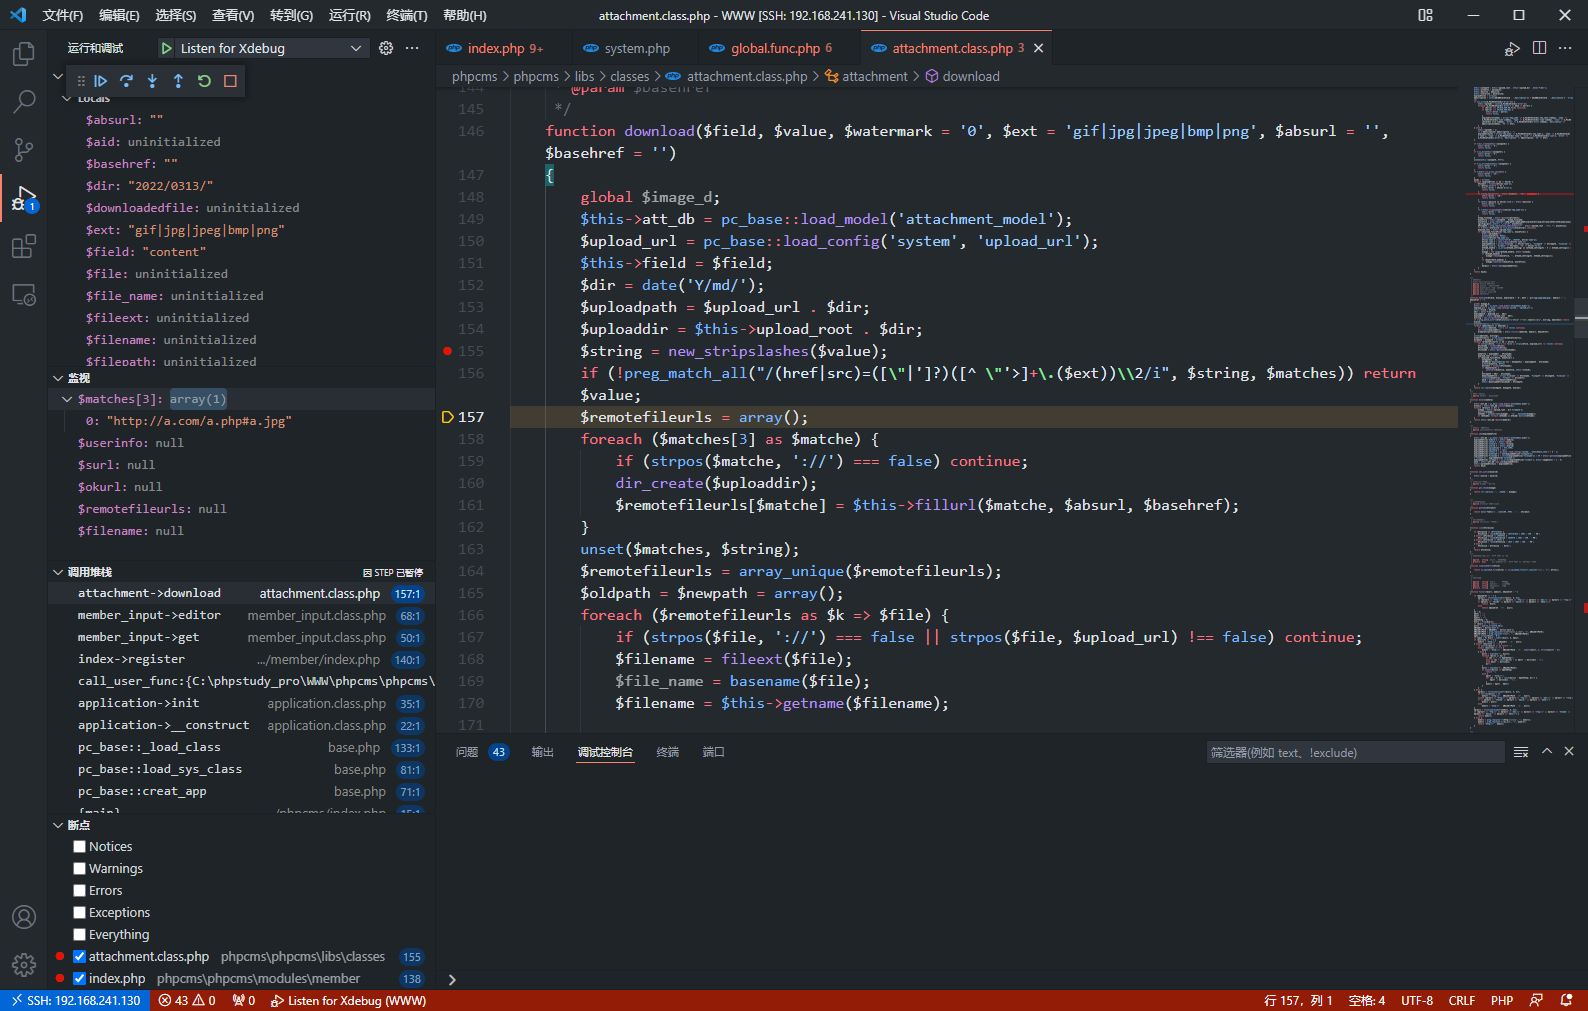 文件(F) 编辑(E) 选择(S) 查看(V) 转到(G) 运行(R) 终端(T) 帮助(H) attachment.class.php - WWW [SSH: 192.168.241.130] - Visual Studio Code
运行和调试 Listen for Xdebug
index.php 9+ system.php global.func.php 6 attachment.class.php 3
phpcms > phpcms > libs > classes > attachment.class.php > attachment > download
Locals
$absurl: ""
$aid: uninitialized
$basehref: ""
$dir: "2022/0313/"
$downloadedfile: uninitialized
$ext: "gif|jpg|jpeg|bmp|png"
$field: "content"
$file: uninitialized
$file_name: uninitialized
$fileext: uninitialized
$filename: uninitialized
$filepath: uninitialized
监视
$matches[3]: array(1)
0: "http://a.com/a.php#a.jpg"
$userinfo: null
$surl: null
$okurl: null
$remotefileurls: null
$filename: null
调用堆栈 因 STEP 已暂停
attachment->download attachment.class.php 157:1
member_input->editor member_input.class.php 68:1
member_input->get member_input.class.php 50:1
index->register .../member/index.php 140:1
call_user_func:{C:\phpstudy_pro\WWW\phpcms\phpcms\
application->init application.class.php 35:1
application->__construct application.class.php 22:1
pc_base::_load_class base.php 133:1
pc_base::load_sys_class base.php 81:1
pc_base::creat_app base.php 71:1
{main} /phpcms/index.php 15:1
断点
Notices
Warnings
Errors
Exceptions
Everything
attachment.class.php phpcms\phpcms\libs\classes 155
index.php phpcms\phpcms\modules\member 138
144 * @param $basehref
145 */
146 function download($field, $value, $watermark = '0', $ext = 'gif|jpg|jpeg|bmp|png', $absurl = '',
$basehref = '')
147 {
148 global $image_d;
149 $this->att_db = pc_base::load_model('attachment_model');
150 $upload_url = pc_base::load_config('system', 'upload_url');
151 $this->field = $field;
152 $dir = date('Y/md/');
153 $uploadpath = $upload_url . $dir;
154 $uploaddir = $this->upload_root . $dir;
155 $string = new_stripslashes($value);
156 if (!preg_match_all("/(href|src)=([\"|']?)([^ \"'>]+\.($ext))\\2/i", $string, $matches)) return
$value;
157 $remotefileurls = array();
158 foreach ($matches[3] as $matche) {
159 if (strpos($matche, '://') === false) continue;
160 dir_create($uploaddir);
161 $remotefileurls[$matche] = $this->fillurl($matche, $absurl, $basehref);
162 }
163 unset($matches, $string);
164 $remotefileurls = array_unique($remotefileurls);
165 $oldpath = $newpath = array();
166 foreach ($remotefileurls as $k => $file) {
167 if (strpos($file, '://') === false || strpos($file, $upload_url) !== false) continue;
168 $filename = fileext($file);
169 $file_name = basename($file);
170 $filename = $this->getname($filename);
171
问题 43 输出 调试控制台 终端 端口 筛选器(例如 text、!exclude)
SSH: 192.168.241.130 43 0 0 Listen for Xdebug (WWW) 行 157，列 1 空格: 4 UTF-8 CRLF PHP